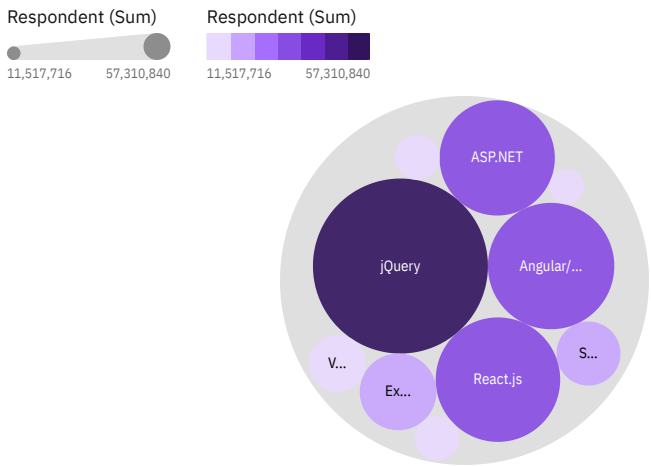 Respondent (Sum)
11,517,716 57,310,840
Respondent (Sum)
11,517,716 57,310,840
ASP.NET
jQuery
Angular/...
V...
Ex...
React.js
S...